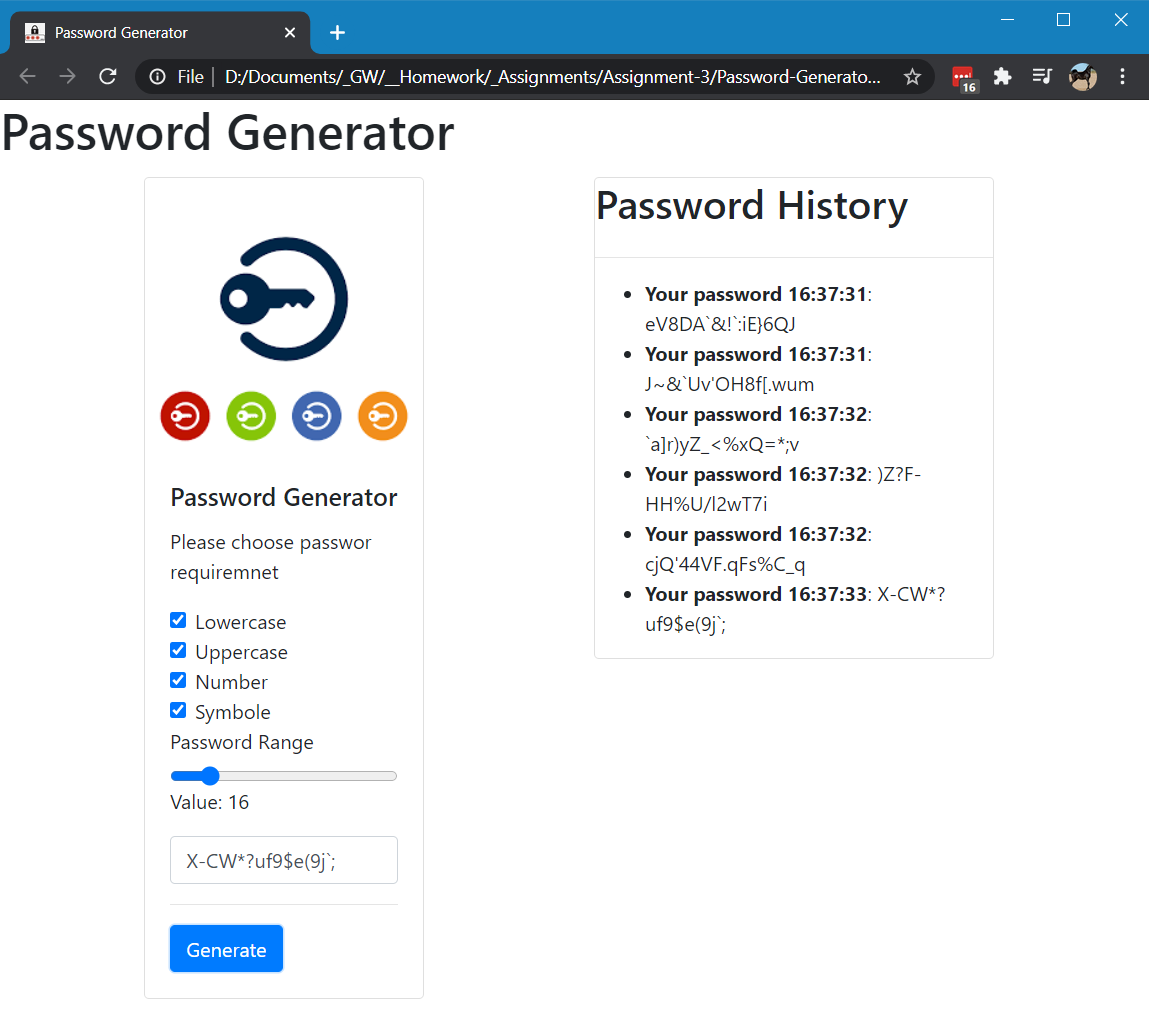 Password Generator
File
D:/Documents/_GW/__Homework/_Assignments/Assignment-3/Password-Generato...
16
Password Generator
Password Generator
Please choose passwor
requiremnet
Lowercase
Uppercase
Number
Symbole
Password Range
Value: 16
X-CW*?uf9$e(9j`;
Generate
Password History
Your password 16:37:31:
eV8DA`&!`:iE}6QJ
Your password 16:37:31:
J~&`Uv'OH8f[.wum
Your password 16:37:32:
`a]r)yZ_<%xQ=*;v
Your password 16:37:32: )Z?F-
HH%U/l2wT7i
Your password 16:37:32:
cjQ'44VF.qFs%C_q
Your password 16:37:33: X-CW*?
uf9$e(9j`;